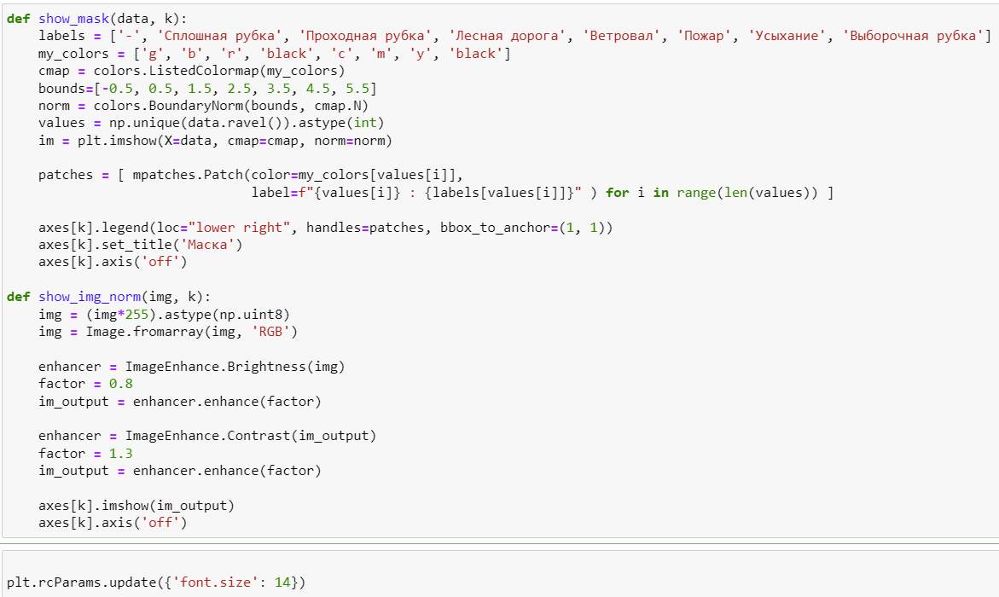 def show_mask(data, k):
    labels = ['-', 'Сплошная рубка', 'Проходная рубка', 'Лесная дорога', 'Ветровал', 'Пожар', 'Усыхание', 'Выборочная рубка']
    my_colors = ['g', 'b', 'r', 'black', 'c', 'm', 'y', 'black']
    cmap = colors.ListedColormap(my_colors)
    bounds=[-0.5, 0.5, 1.5, 2.5, 3.5, 4.5, 5.5]
    norm = colors.BoundaryNorm(bounds, cmap.N)
    values = np.unique(data.ravel()).astype(int)
    im = plt.imshow(X=data, cmap=cmap, norm=norm)
    patches = [ mpatches.Patch(color=my_colors[values[i]],
                               label=f"{values[i]} : {labels[values[i]]}" ) for i in range(len(values)) ]
    axes[k].legend(loc="lower right", handles=patches, bbox_to_anchor=(1, 1))
    axes[k].set_title('Маска')
    axes[k].axis('off')
def show_img_norm(img, k):
    img = (img*255).astype(np.uint8)
    img = Image.fromarray(img, 'RGB')
    enhancer = ImageEnhance.Brightness(img)
    factor = 0.8
    im_output = enhancer.enhance(factor)
    enhancer = ImageEnhance.Contrast(im_output)
    factor = 1.3
    im_output = enhancer.enhance(factor)
    axes[k].imshow(im_output)
    axes[k].axis('off')
plt.rcParams.update({'font.size': 14})